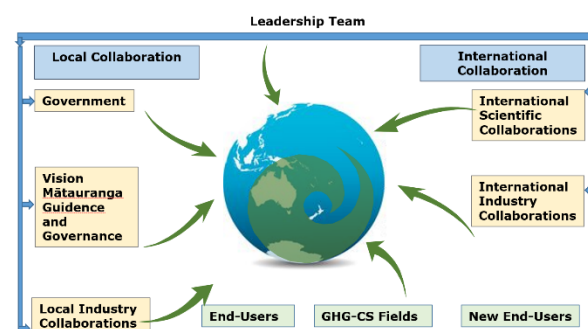 Leadership Team
Local Collaboration
International
Collaboration
Government
International
Scientific
Collaborations
Vision
Mātauranga
Guidence
and
Governance
International
Industry
Collaborations
Local Industry
Collaborations
End-Users
GHG-CS Fields
New End-Users